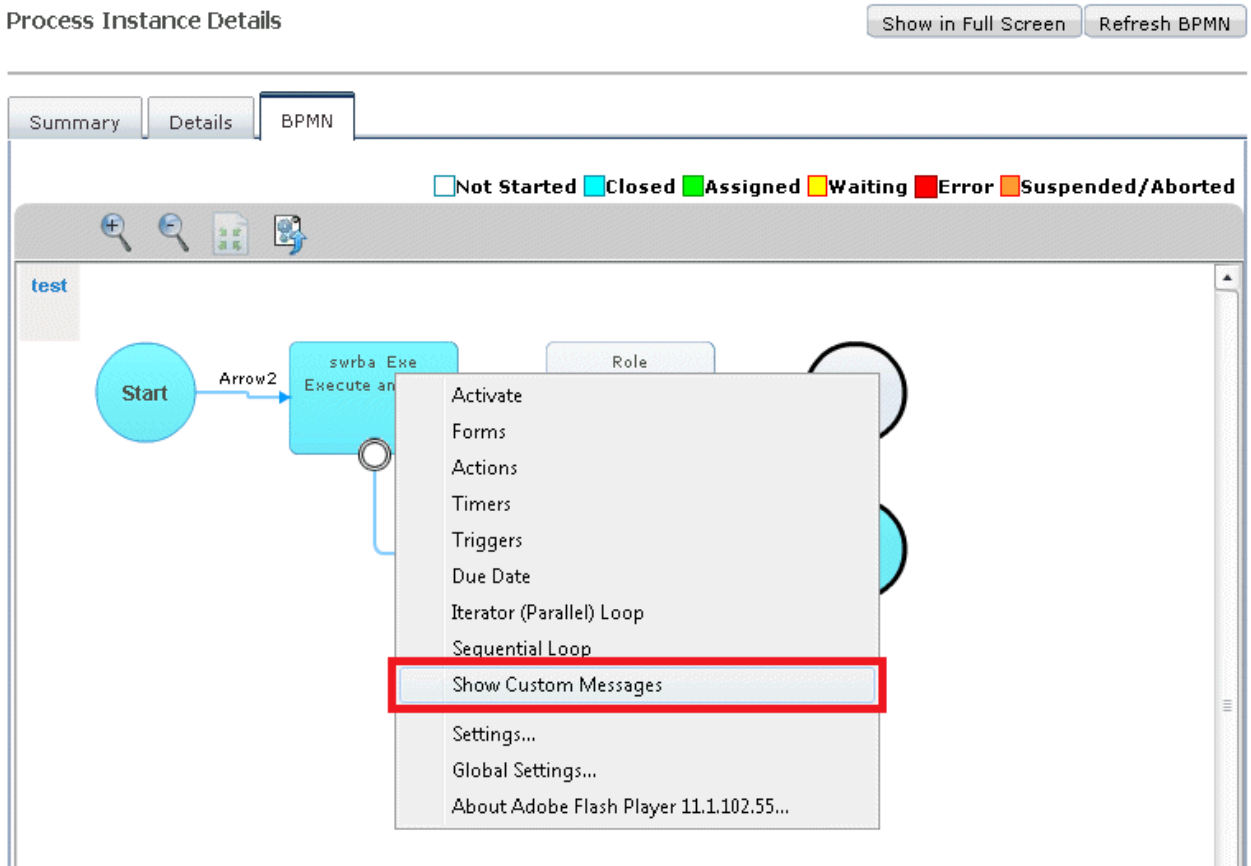 Process Instance Details
Show in Full Screen
Refresh BPMN
Summary
Details
BPMN
Not Started Closed Assigned Waiting Error Suspended/Aborted
test
Start
Arrow2
swrba Exe
Execute an
Role
Activate
Forms
Actions
Timers
Triggers
Due Date
Iterator (Parallel) Loop
Sequential Loop
Show Custom Messages
Settings...
Global Settings...
About Adobe Flash Player 11.1.102.55...